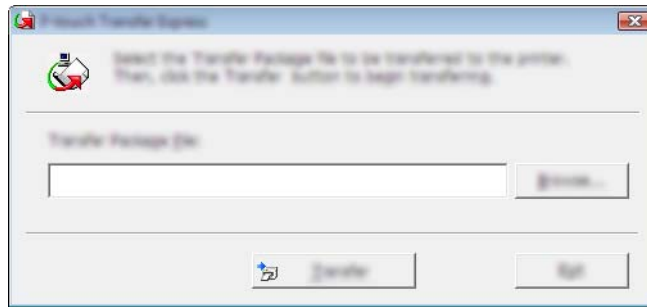 P-touch Transfer Express
Select the Transfer Package file to be transferred to the printer.
Then, click the Transfer button to begin transferring.
Transfer Package File:
Browse...
Transfer
Exit